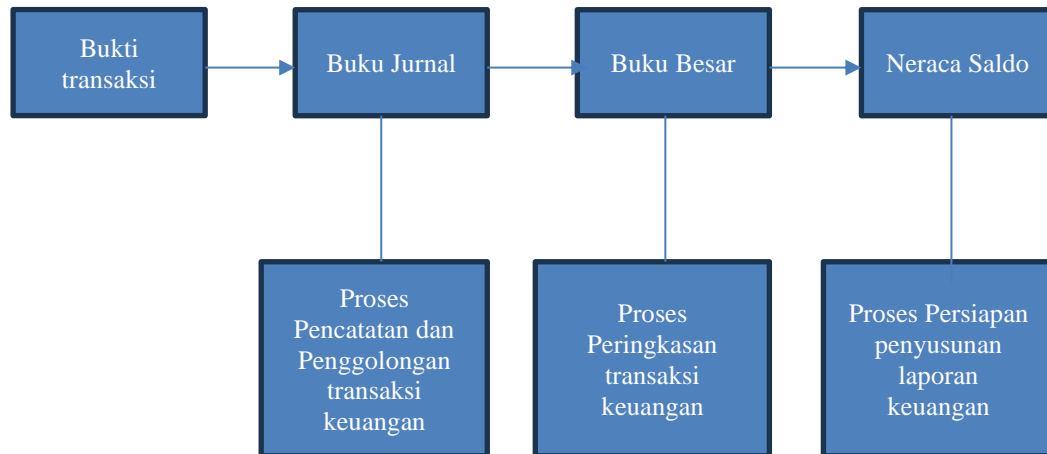 Bukti
transaksi
Buku Jurnal
Buku Besar
Neraca Saldo
Proses
Pencatatan dan
Penggolongan
transaksi
keuangan
Proses
Peringkasan
transaksi
keuangan
Proses Persiapan
penyusunan
laporan
keuangan